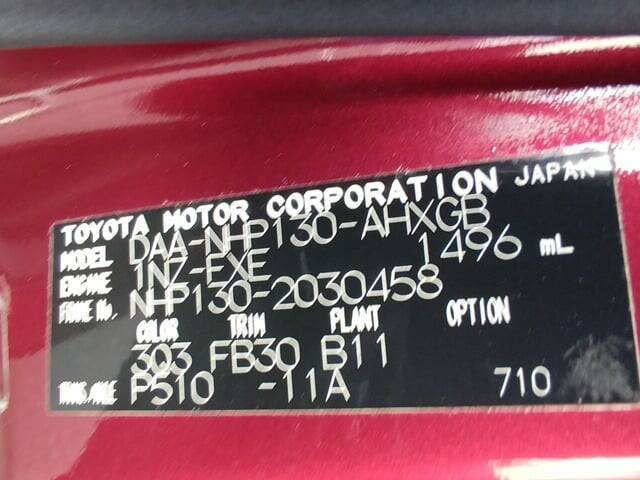 TOYOTA MOTOR CORPORATION JAPAN
MODEL DAA-NHP130-AHXGB
ENGINE 1NZ-EXE 1496 mL
FRAME No. NHP130-2030458
COLOR TRIM PLANT OPTION
303 FB30 B11
TRANS./AXLE P510 -11A 710